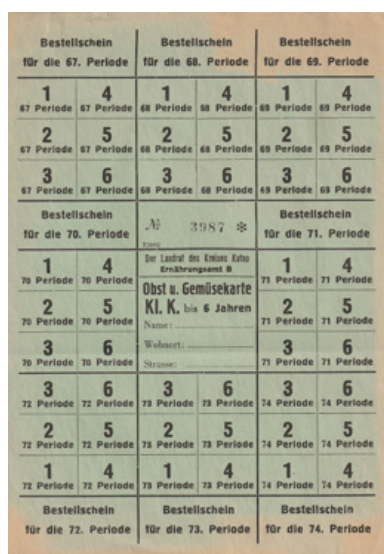 Bestellschein Bestellschein Bestellschein
für die 67. Periode für die 68. Periode für die 69. Periode
1 4 1 4 1 4
67 Periode 67 Periode 68 Periode 68 Periode 69 Periode 69 Periode
2 5 2 5 2 5
67 Periode 67 Periode 68 Periode 68 Periode 69 Periode 69 Periode
3 6 3 6 3 6
67 Periode 67 Periode 68 Periode 68 Periode 69 Periode 69 Periode
Bestellschein
für die 70. Periode
№ 3987 *
Bestellschein
für die 71. Periode
1 4
70 Periode 70 Periode
2 5
70 Periode 70 Periode
3 6
70 Periode 70 Periode
Der Landrat des Kreises
Ernährungsamt B
Obst u. Gemüsekarte
Kl. K. bis 6 Jahren
Name:
Wohnort:
Strasse:
1 4
71 Periode 71 Periode
2 5
71 Periode 71 Periode
3 6
71 Periode 71 Periode
3 6 3 6 3 6
72 Periode 72 Periode 73 Periode 73 Periode 74 Periode 74 Periode
2 5 2 5 2 5
72 Periode 72 Periode 73 Periode 73 Periode 74 Periode 74 Periode
1 4 1 4 1 4
72 Periode 72 Periode 73 Periode 73 Periode 74 Periode 74 Periode
Bestellschein Bestellschein Bestellschein
für die 72. Periode für die 73. Periode für die 74. Periode